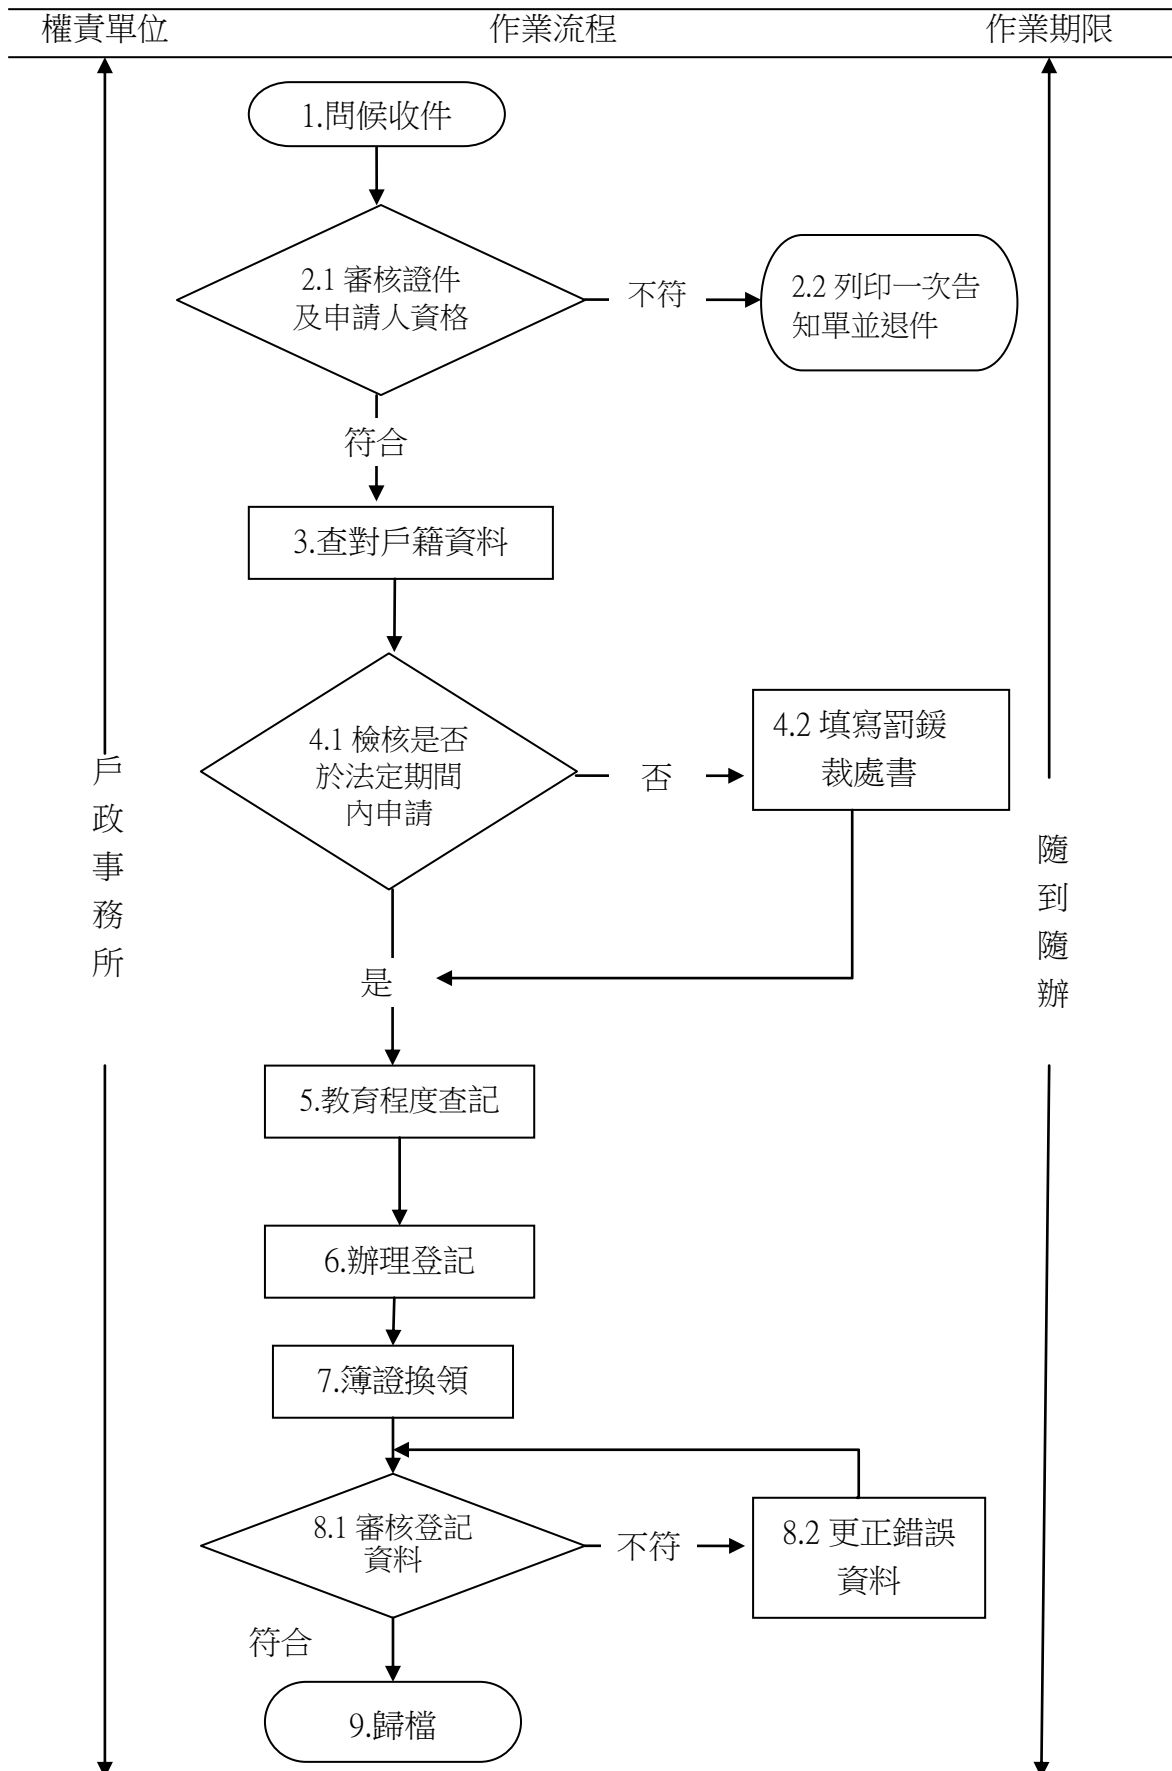 權責單位
作業流程
作業期限
1.問候收件
2.1 審核證件
及申請人資格
不符
2.2 列印一次告
知單並退件
符合
3.查對戶籍資料
4.1 檢核是否
於法定期間
內申請
否
4.2 填寫罰鍰
裁處書
戶
政
事
務
所
隨
到
隨
辦
是
5.教育程度查記
6.辦理登記
7.簿證換領
8.1 審核登記
資料
不符
8.2 更正錯誤
資料
符合
9.歸檔